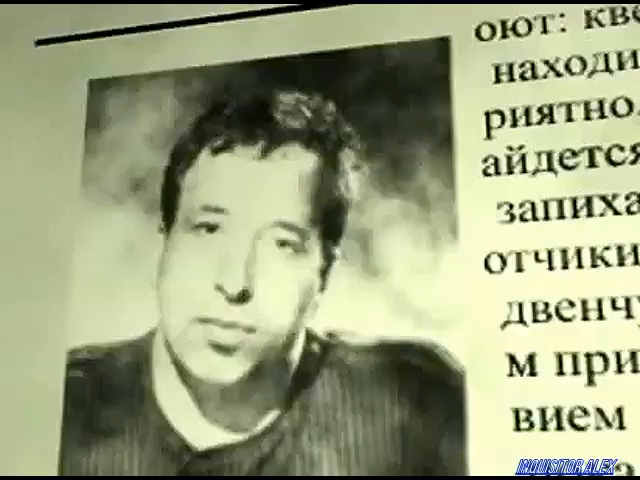 оют: кве
находи
риятно.
айдется
запиха
отчики
двенчу
м при
вием
INQUISITOR ALEX